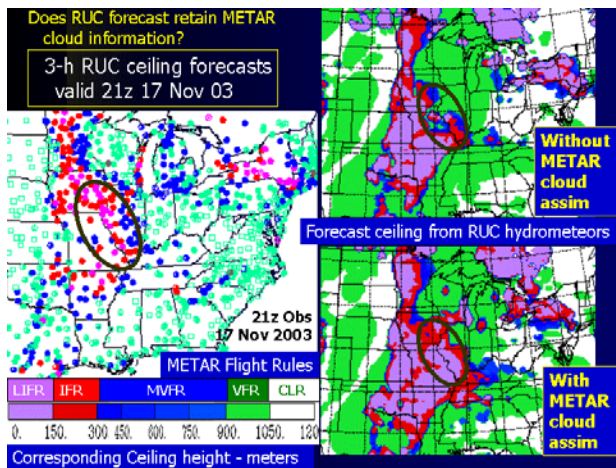 Does RUC forecast retain METAR
cloud information?
3-h RUC ceiling forecasts
valid 21z 17 Nov 03
Without
METAR
cloud
assim
Forecast ceiling from RUC hydrometeors
21z Obs
17 Nov 2003
METAR Flight Rules
LIFR IFR MVFR VFR CLR
0. 150. 300 450. 600. 750. 900. 1050. 120
Corresponding Ceiling height - meters
With
METAR
cloud
assim